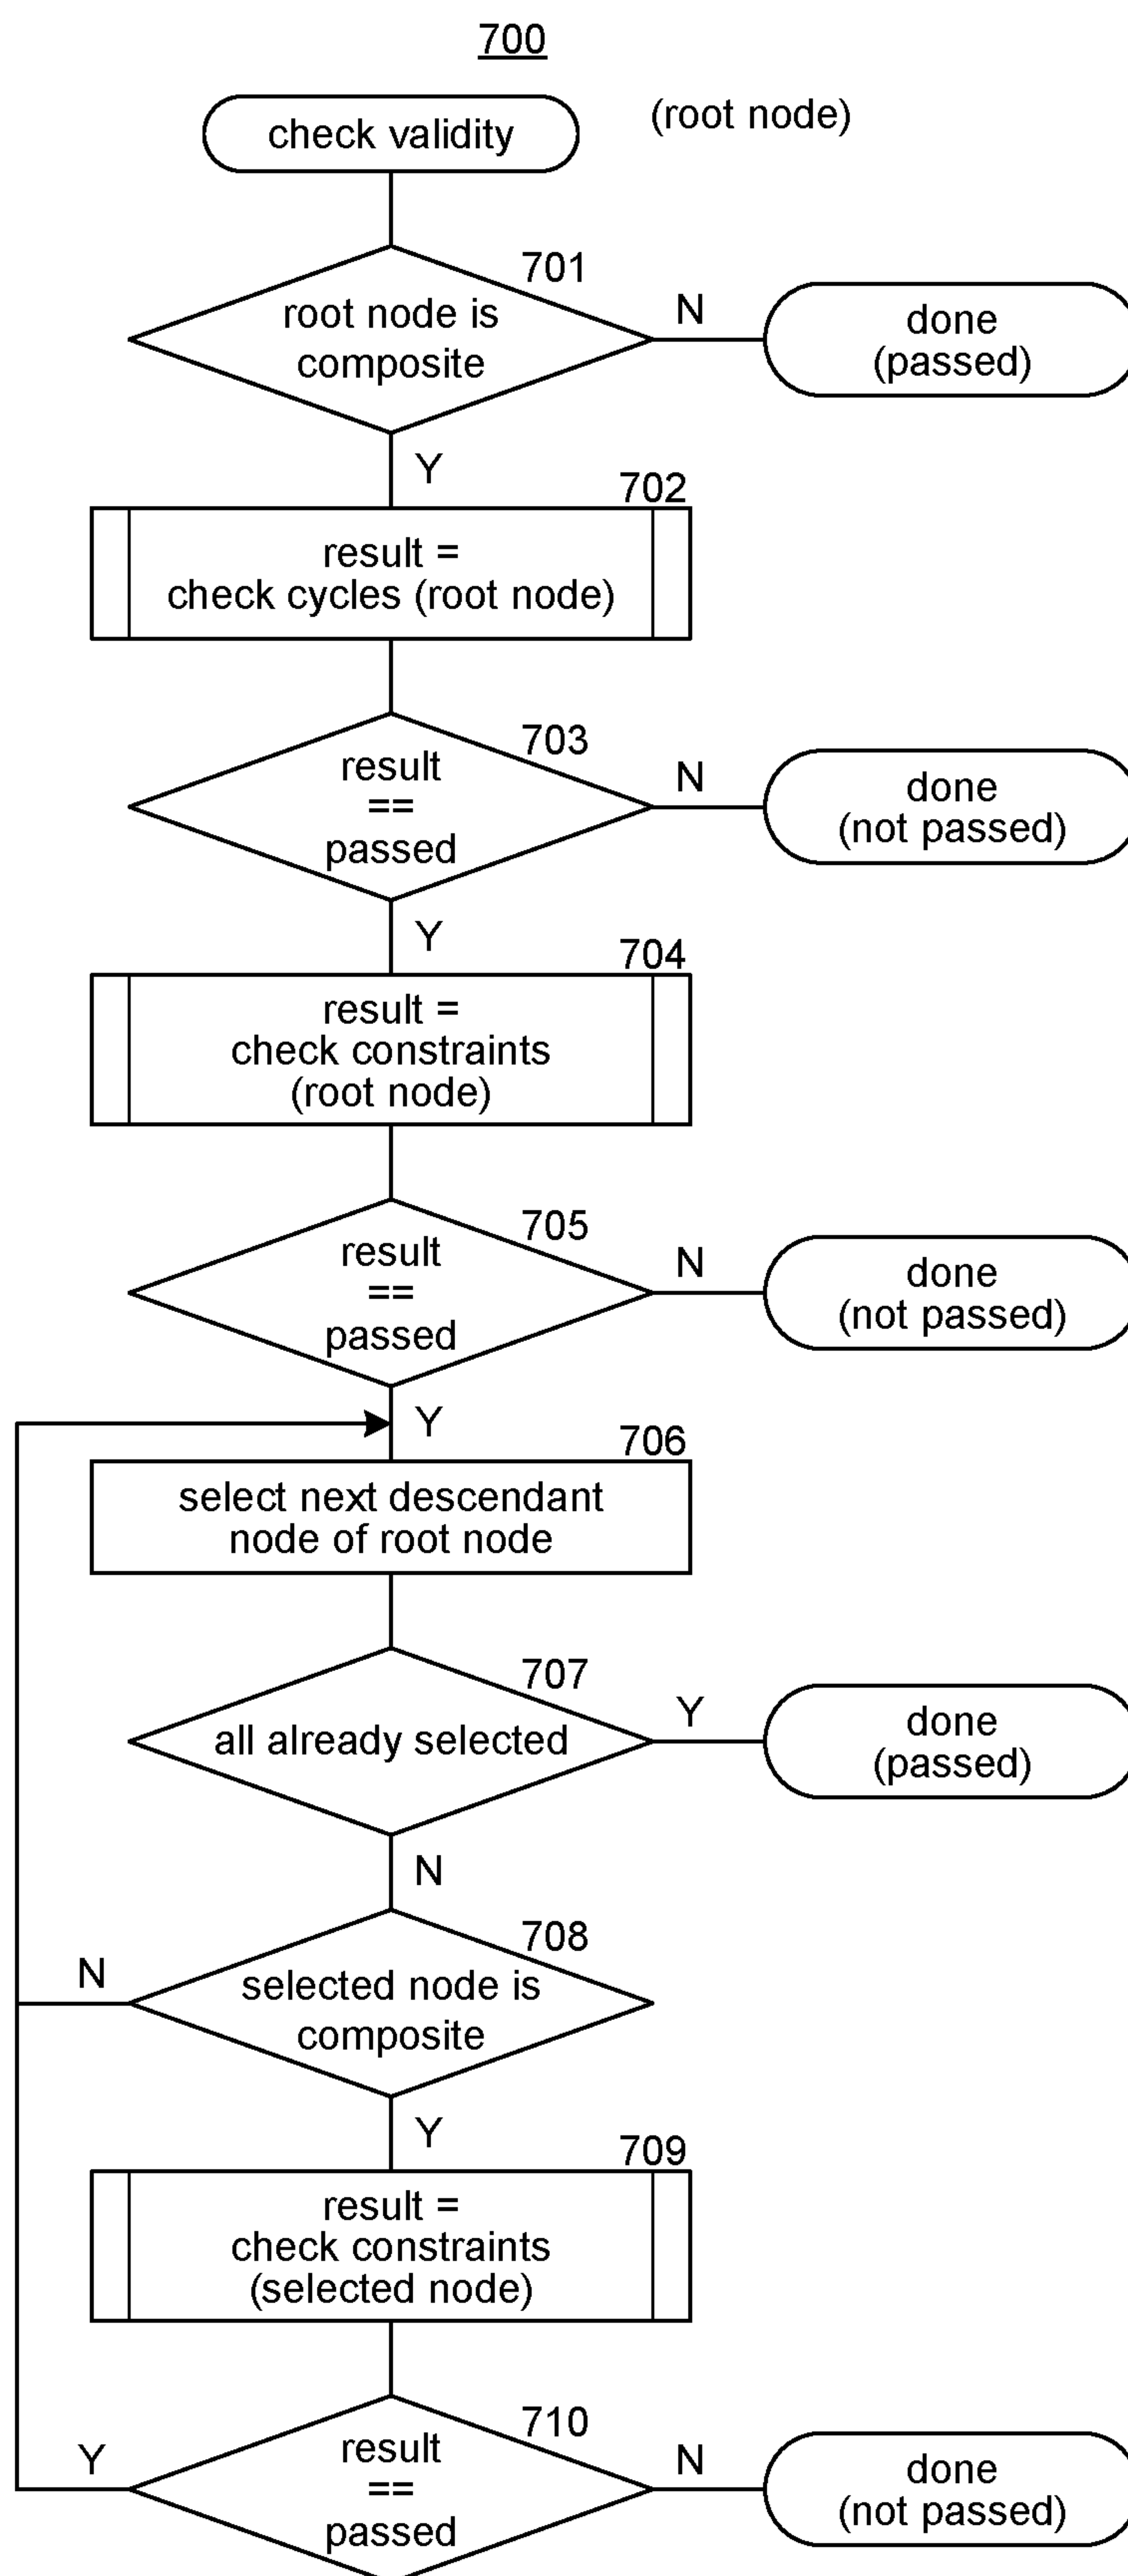 700
check validity
(root node)
701
root node is
composite
N
done
(passed)
Y
702
result =
check cycles (root node)
703
result
==
passed
N
done
(not passed)
Y
704
result =
check constraints
(root node)
705
result
==
passed
N
done
(not passed)
Y
706
select next descendant
node of root node
707
all already selected
Y
done
(passed)
N
708
selected node is
composite
N
Y
709
result =
check constraints
(selected node)
710
result
==
passed
Y
N
done
(not passed)